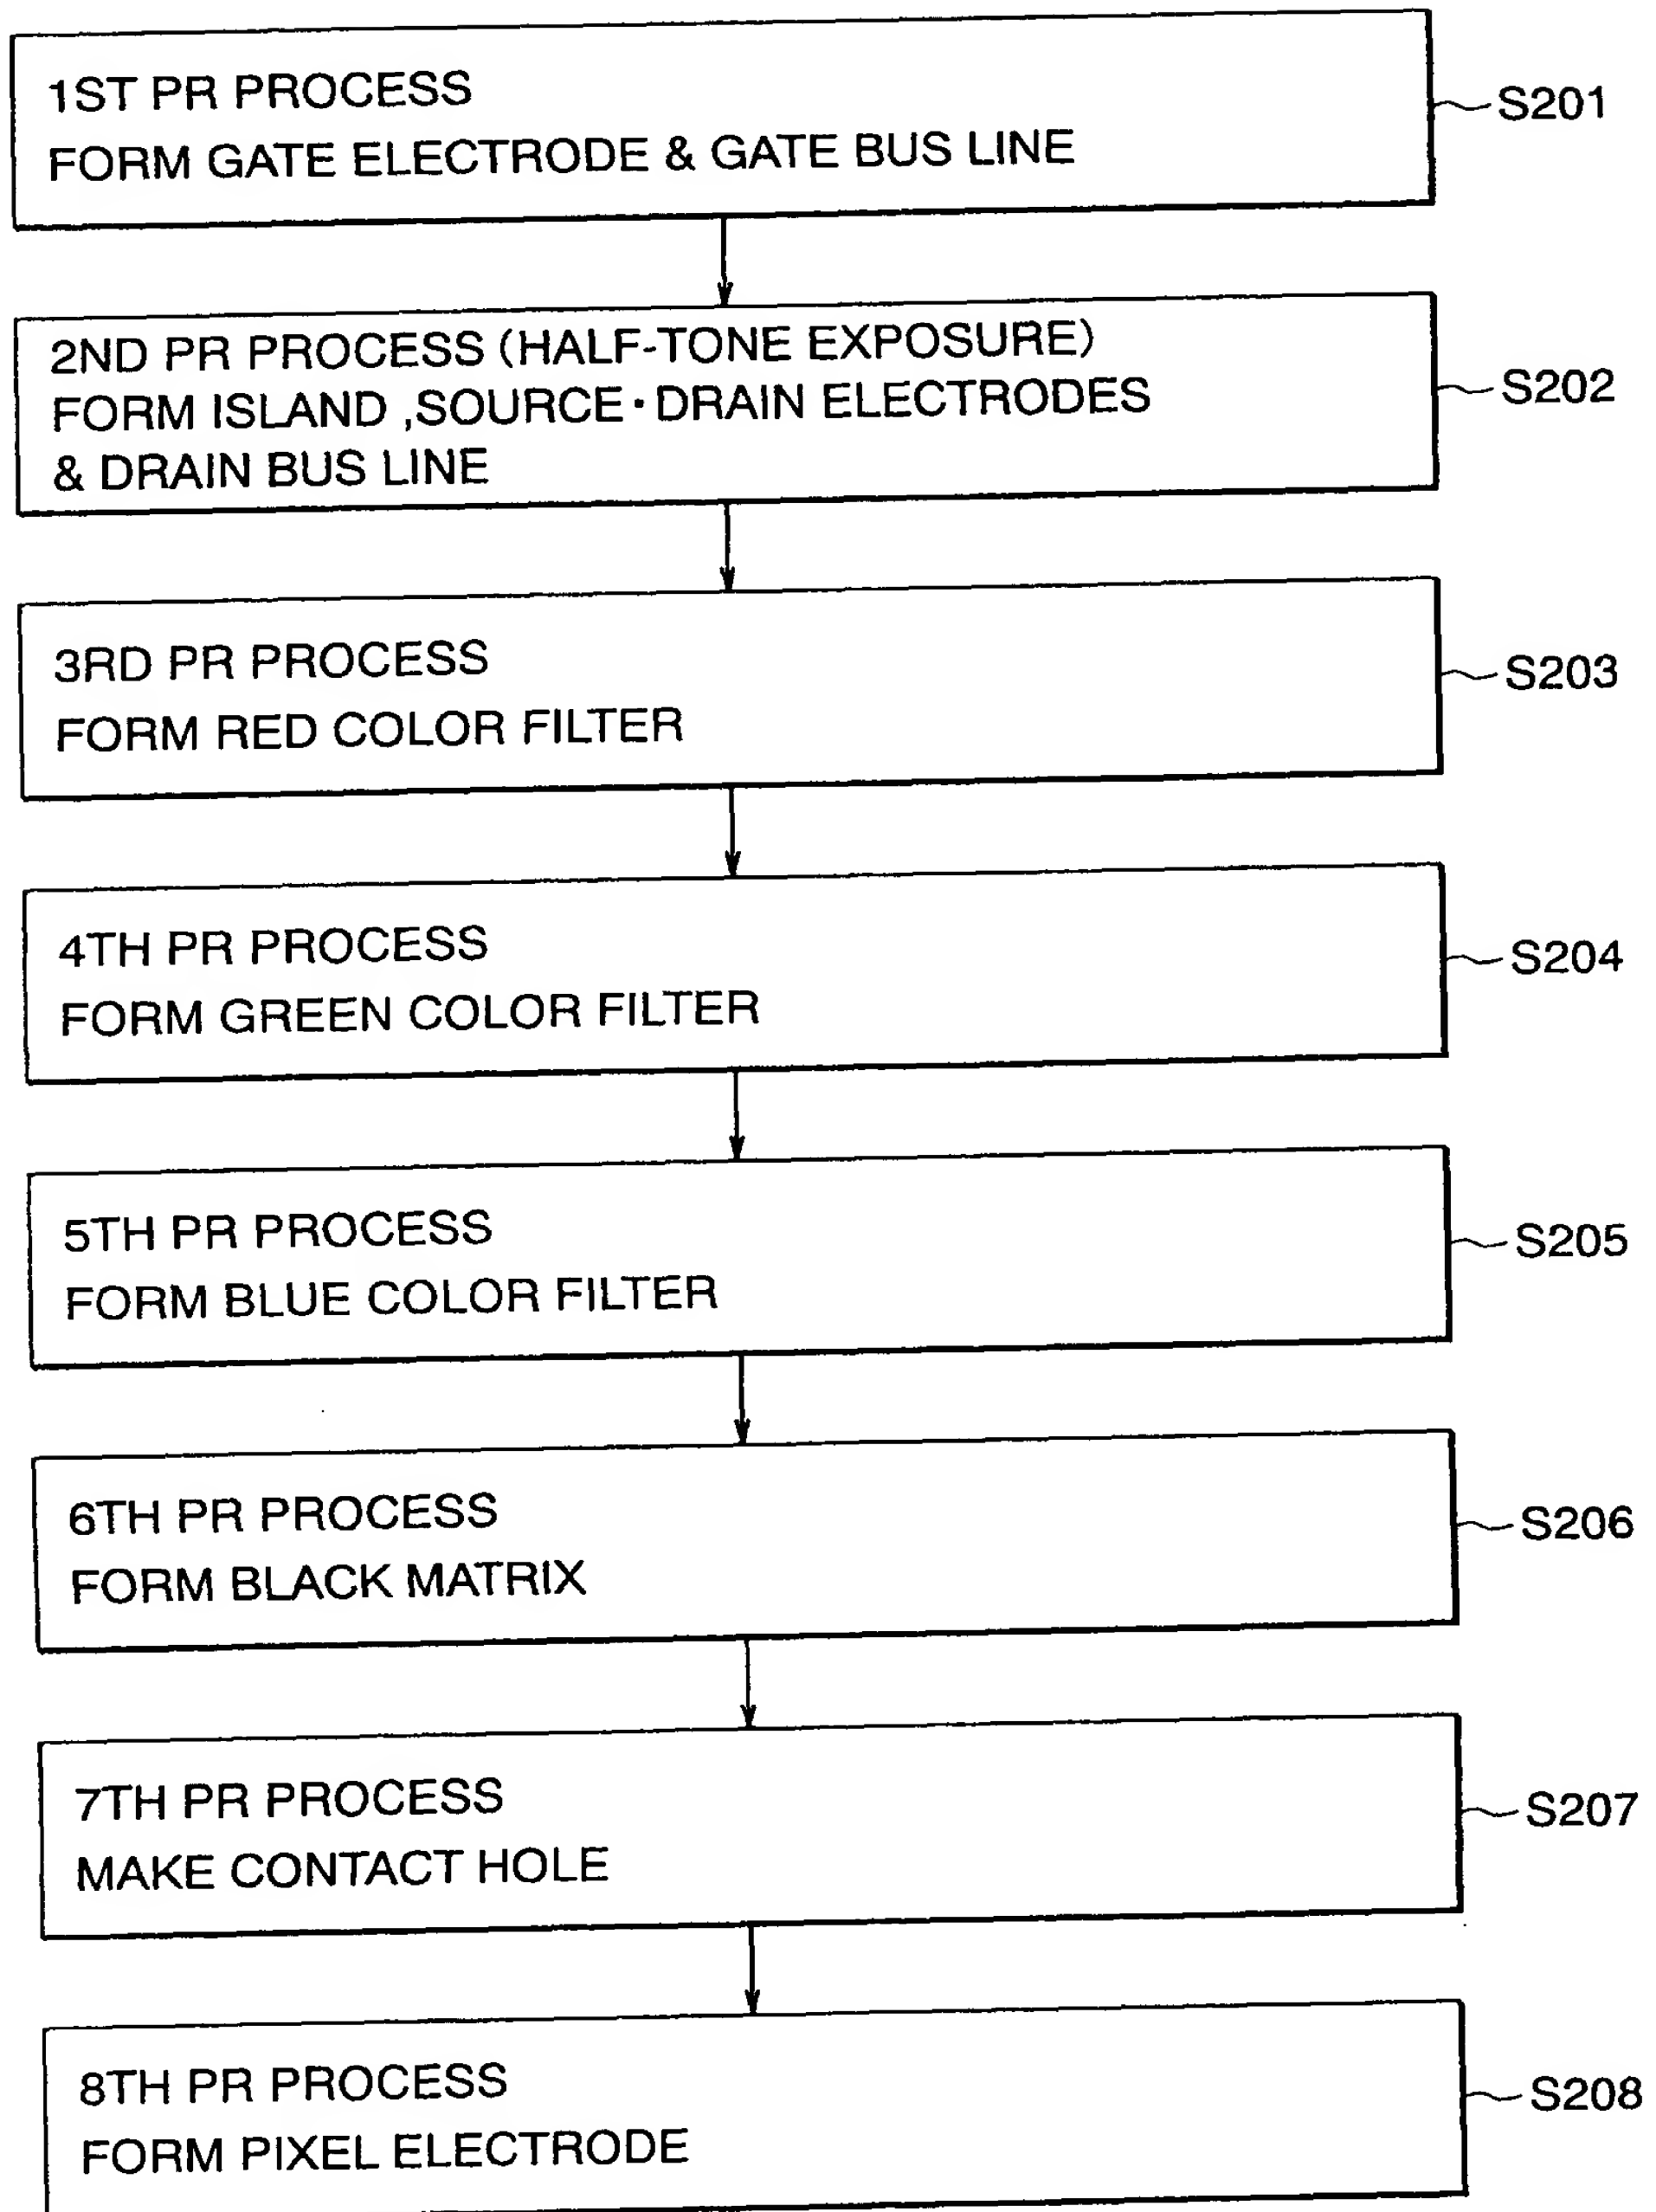 1ST PR PROCESS
FORM GATE ELECTRODE & GATE BUS LINE
S201
2ND PR PROCESS (HALF-TONE EXPOSURE)
FORM ISLAND ,SOURCE・DRAIN ELECTRODES
& DRAIN BUS LINE
S202
3RD PR PROCESS
FORM RED COLOR FILTER
S203
4TH PR PROCESS
FORM GREEN COLOR FILTER
S204
5TH PR PROCESS
FORM BLUE COLOR FILTER
S205
6TH PR PROCESS
FORM BLACK MATRIX
S206
7TH PR PROCESS
MAKE CONTACT HOLE
S207
8TH PR PROCESS
FORM PIXEL ELECTRODE
S208